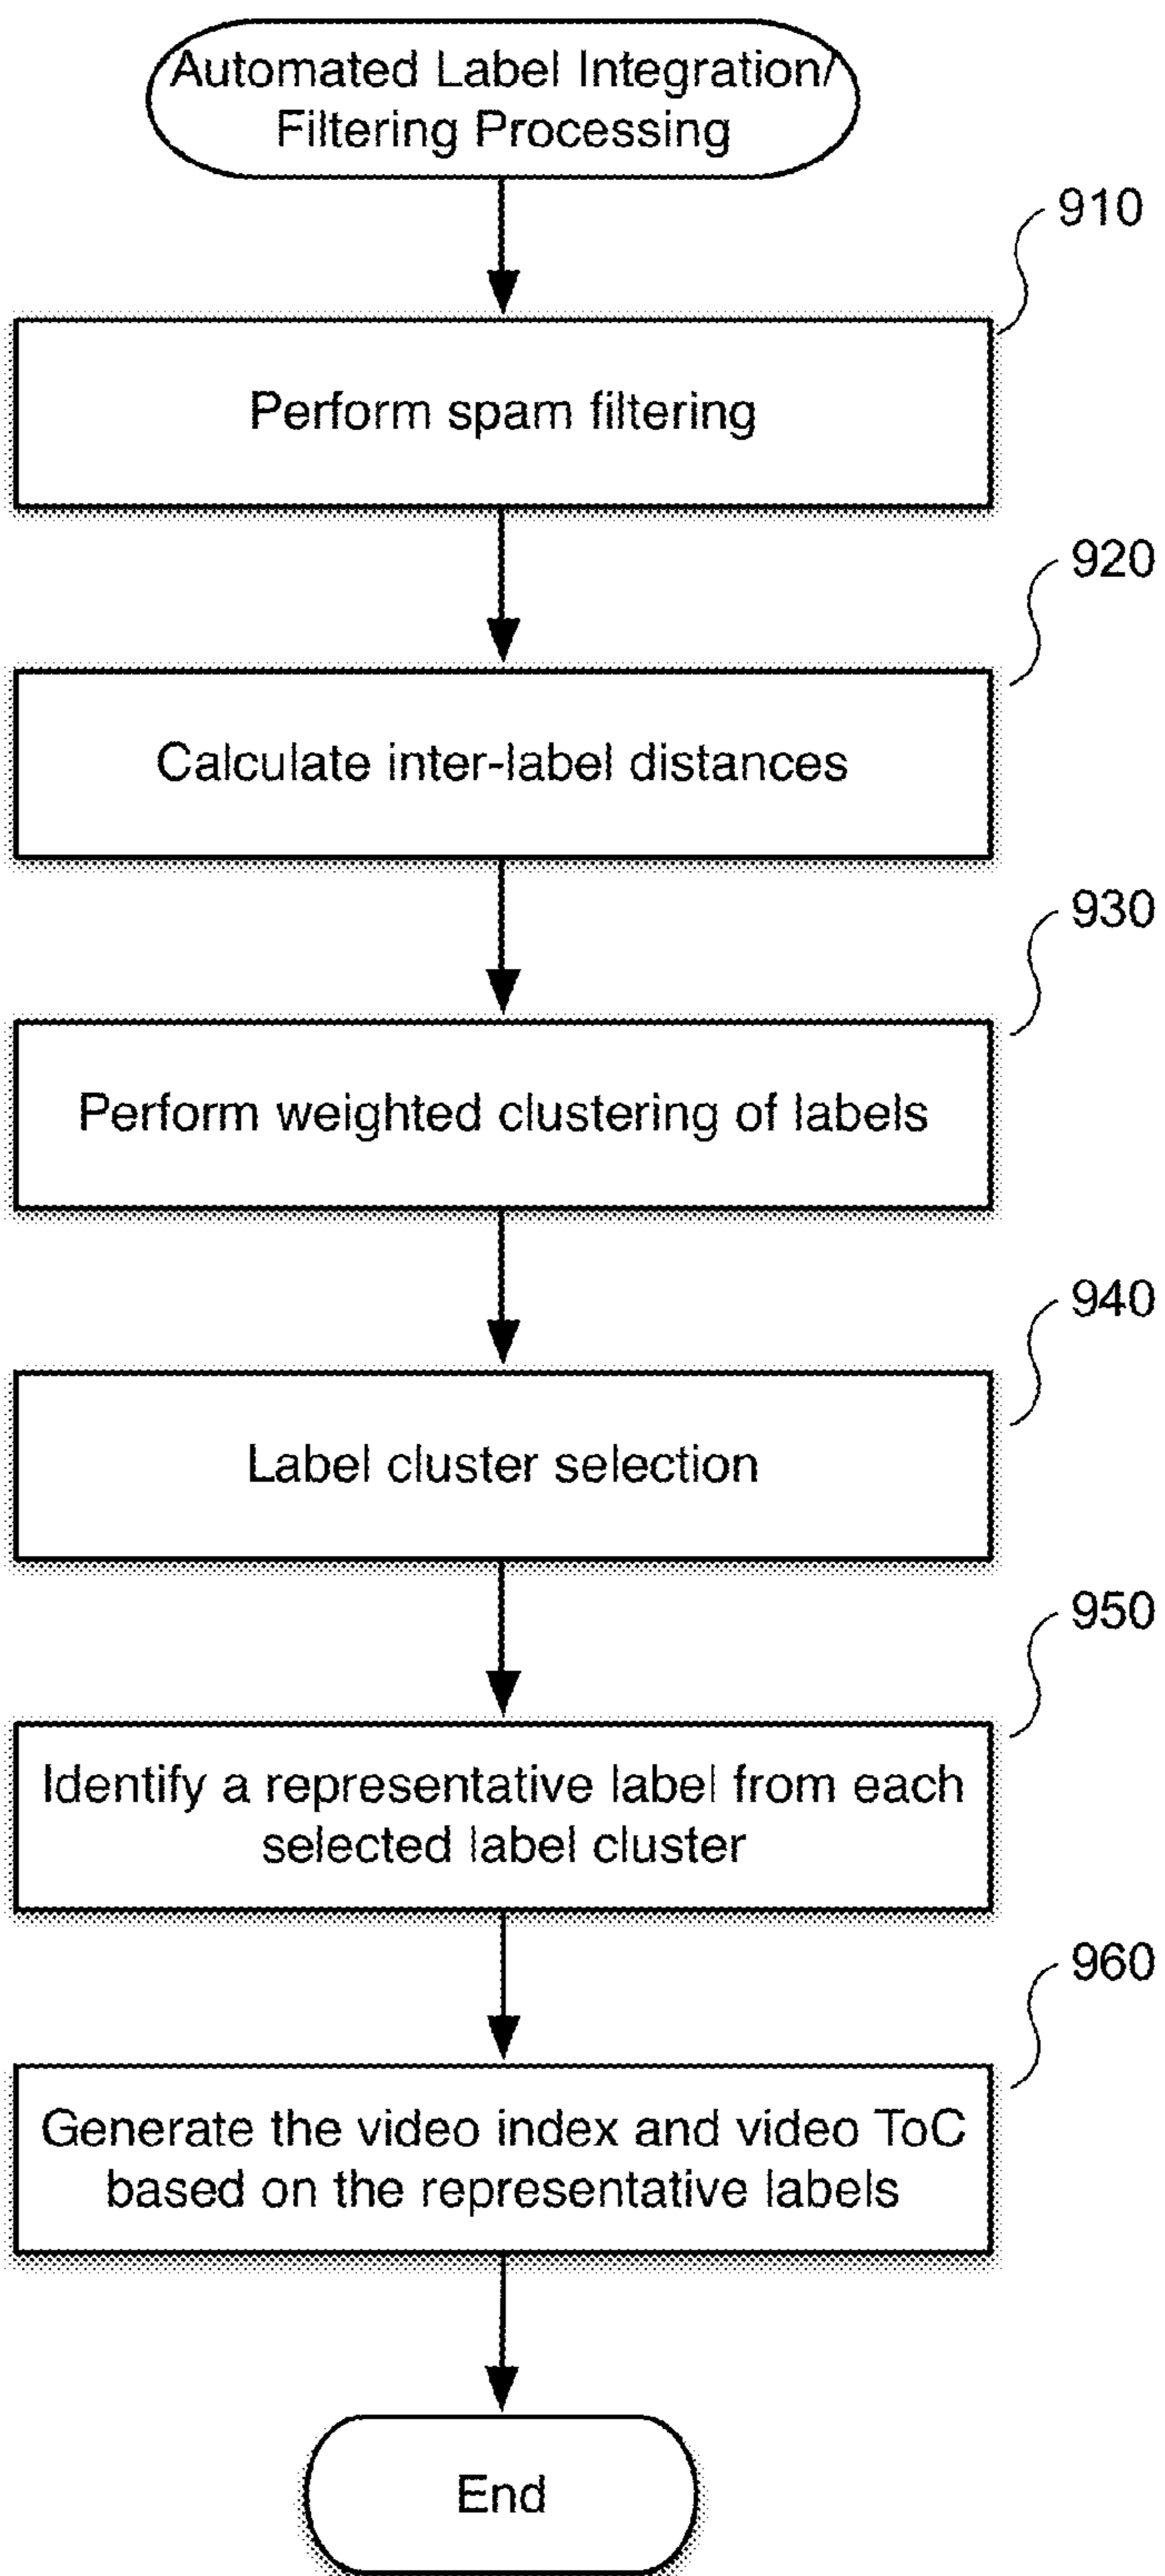 Automated Label Integration/
Filtering Processing
910
Perform spam filtering
920
Calculate inter-label distances
930
Perform weighted clustering of labels
940
Label cluster selection
950
Identify a representative label from each
selected label cluster
960
Generate the video index and video ToC
based on the representative labels
End